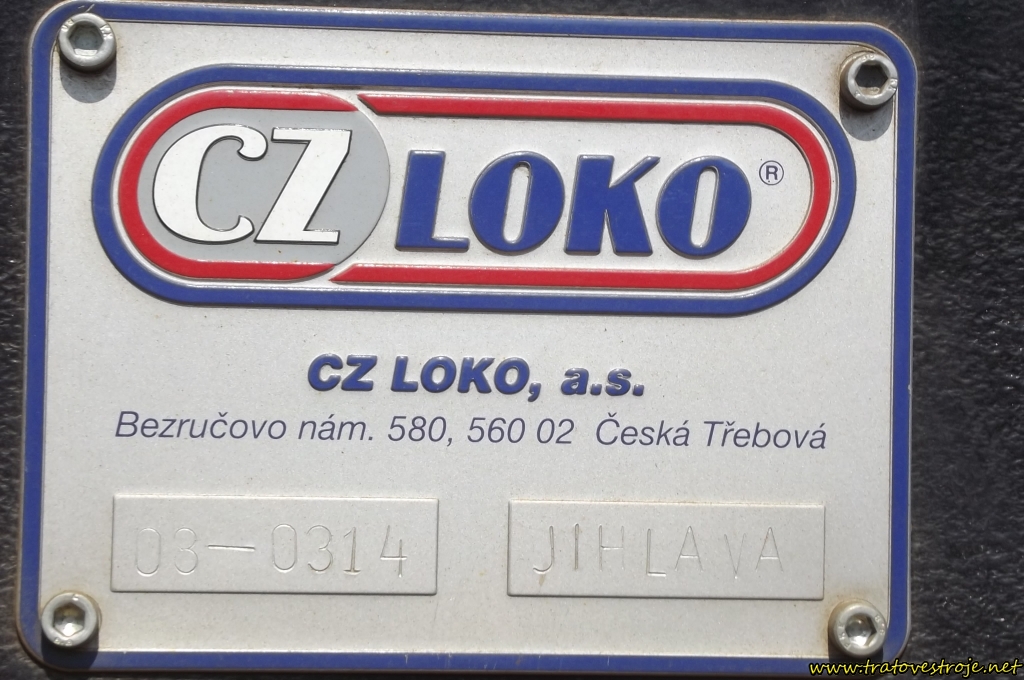 CZ LOKO®
CZ LOKO, a.s.
Bezručovo nám. 580, 560 02 Česká Třebová
03-0314 JIHLAVA
www.tratovestroje.net